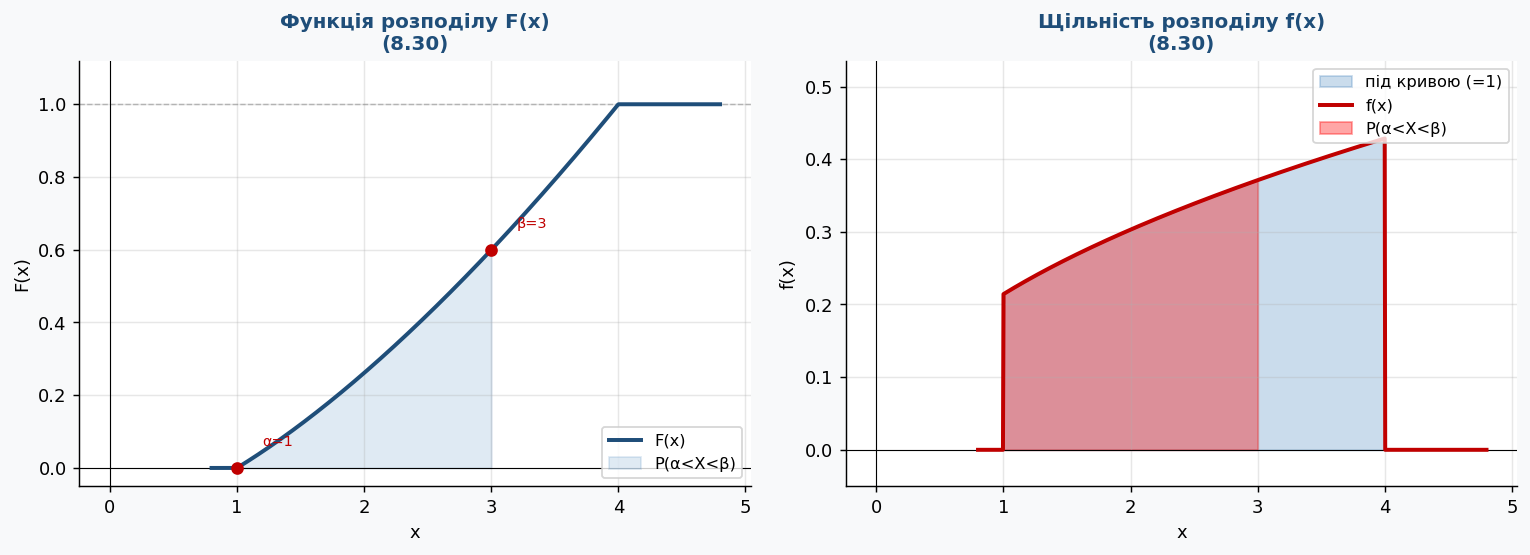 Функція розподілу F(x)
(8.30)
F(x)
1.0
0.8
0.6
0.4
0.2
0.0
β=3
α=1
F(x)
P(α<X<β)
0 1 2 3 4 5
x
Щільність розподілу f(x)
(8.30)
f(x)
0.5
0.4
0.3
0.2
0.1
0.0
під кривою (=1)
f(x)
P(α<X<β)
0 1 2 3 4 5
x